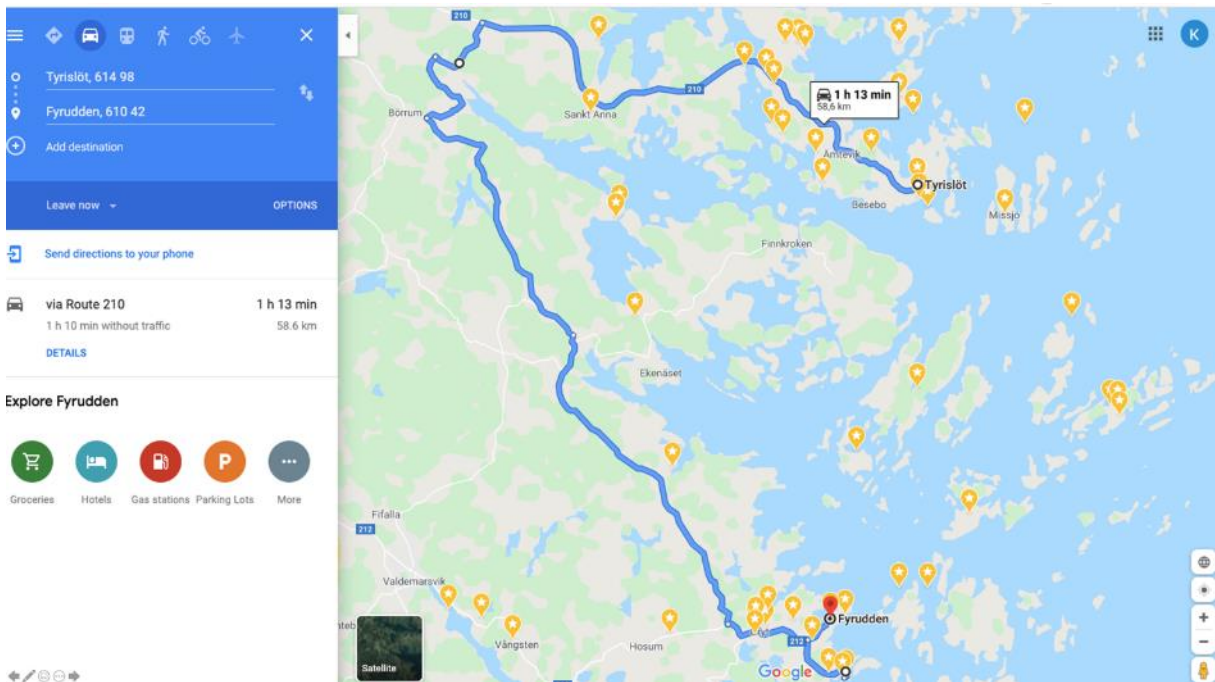 Tyrislöt, 614 98
Fyrudden, 610 42
Add destination
Leave now
OPTIONS
Send directions to your phone
via Route 210
1 h 13 min
1 h 10 min without traffic
58.6 km
DETAILS
Explore Fyrudden
Groceries
Hotels
Gas stations
P
Parking Lots
More
210
K
210
1 h 13 min
58,6 km
Börrum
Sankt Anna
Tyrislöt
Besebo
Missjo
Finnkroken
Ekenäset
Fifalla
212
Valdemarsvik
Fyrudden
212
Vångsten
Hosum
Satellite
Google